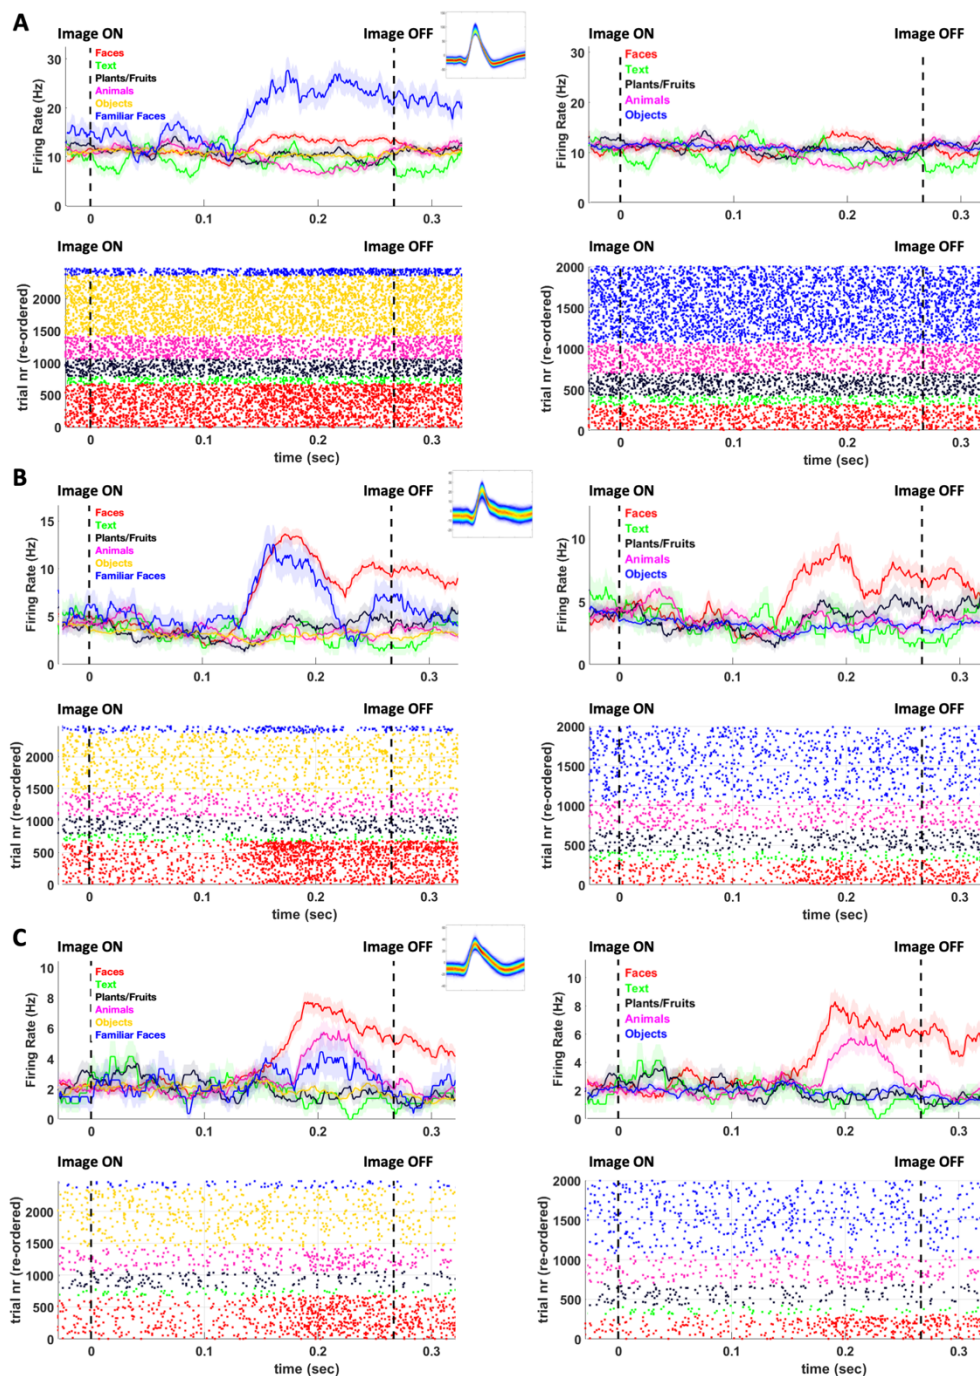 A
Image ON
Image OFF
Faces
Text
Plants/Fruits
Animals
Objects
Familiar Faces
Firing Rate (Hz)
30
20
10
0
0
0.1
0.2
0.3
Image ON
Image OFF
Faces
Text
Plants/Fruits
Animals
Objects
Firing Rate (Hz)
30
20
10
0
0
0.1
0.2
0.3
Image ON
Image OFF
trial nr (re-ordered)
2000
1500
1000
500
0
0
0.1
0.2
0.3
time (sec)
Image ON
Image OFF
trial nr (re-ordered)
2000
1500
1000
500
0
0
0.1
0.2
0.3
time (sec)
B
Image ON
Image OFF
Faces
Text
Plants/Fruits
Animals
Objects
Familiar Faces
Firing Rate (Hz)
15
10
5
0
0
0.1
0.2
0.3
Image ON
Image OFF
Faces
Text
Plants/Fruits
Animals
Objects
Firing Rate (Hz)
10
5
0
0
0.1
0.2
0.3
Image ON
Image OFF
trial nr (re-ordered)
2000
1500
1000
500
0
0
0.1
0.2
0.3
time (sec)
Image ON
Image OFF
trial nr (re-ordered)
2000
1500
1000
500
0
0
0.1
0.2
0.3
time (sec)
C
Image ON
Image OFF
Faces
Text
Plants/Fruits
Animals
Objects
Familiar Faces
Firing Rate (Hz)
10
8
6
4
2
0
0
0.1
0.2
0.3
Image ON
Image OFF
Faces
Text
Plants/Fruits
Animals
Objects
Firing Rate (Hz)
10
8
6
4
2
0
0
0.1
0.2
0.3
Image ON
Image OFF
trial nr (re-ordered)
2000
1500
1000
500
0
0
0.1
0.2
0.3
time (sec)
Image ON
Image OFF
trial nr (re-ordered)
2000
1500
1000
500
0
0
0.1
0.2
0.3
time (sec)